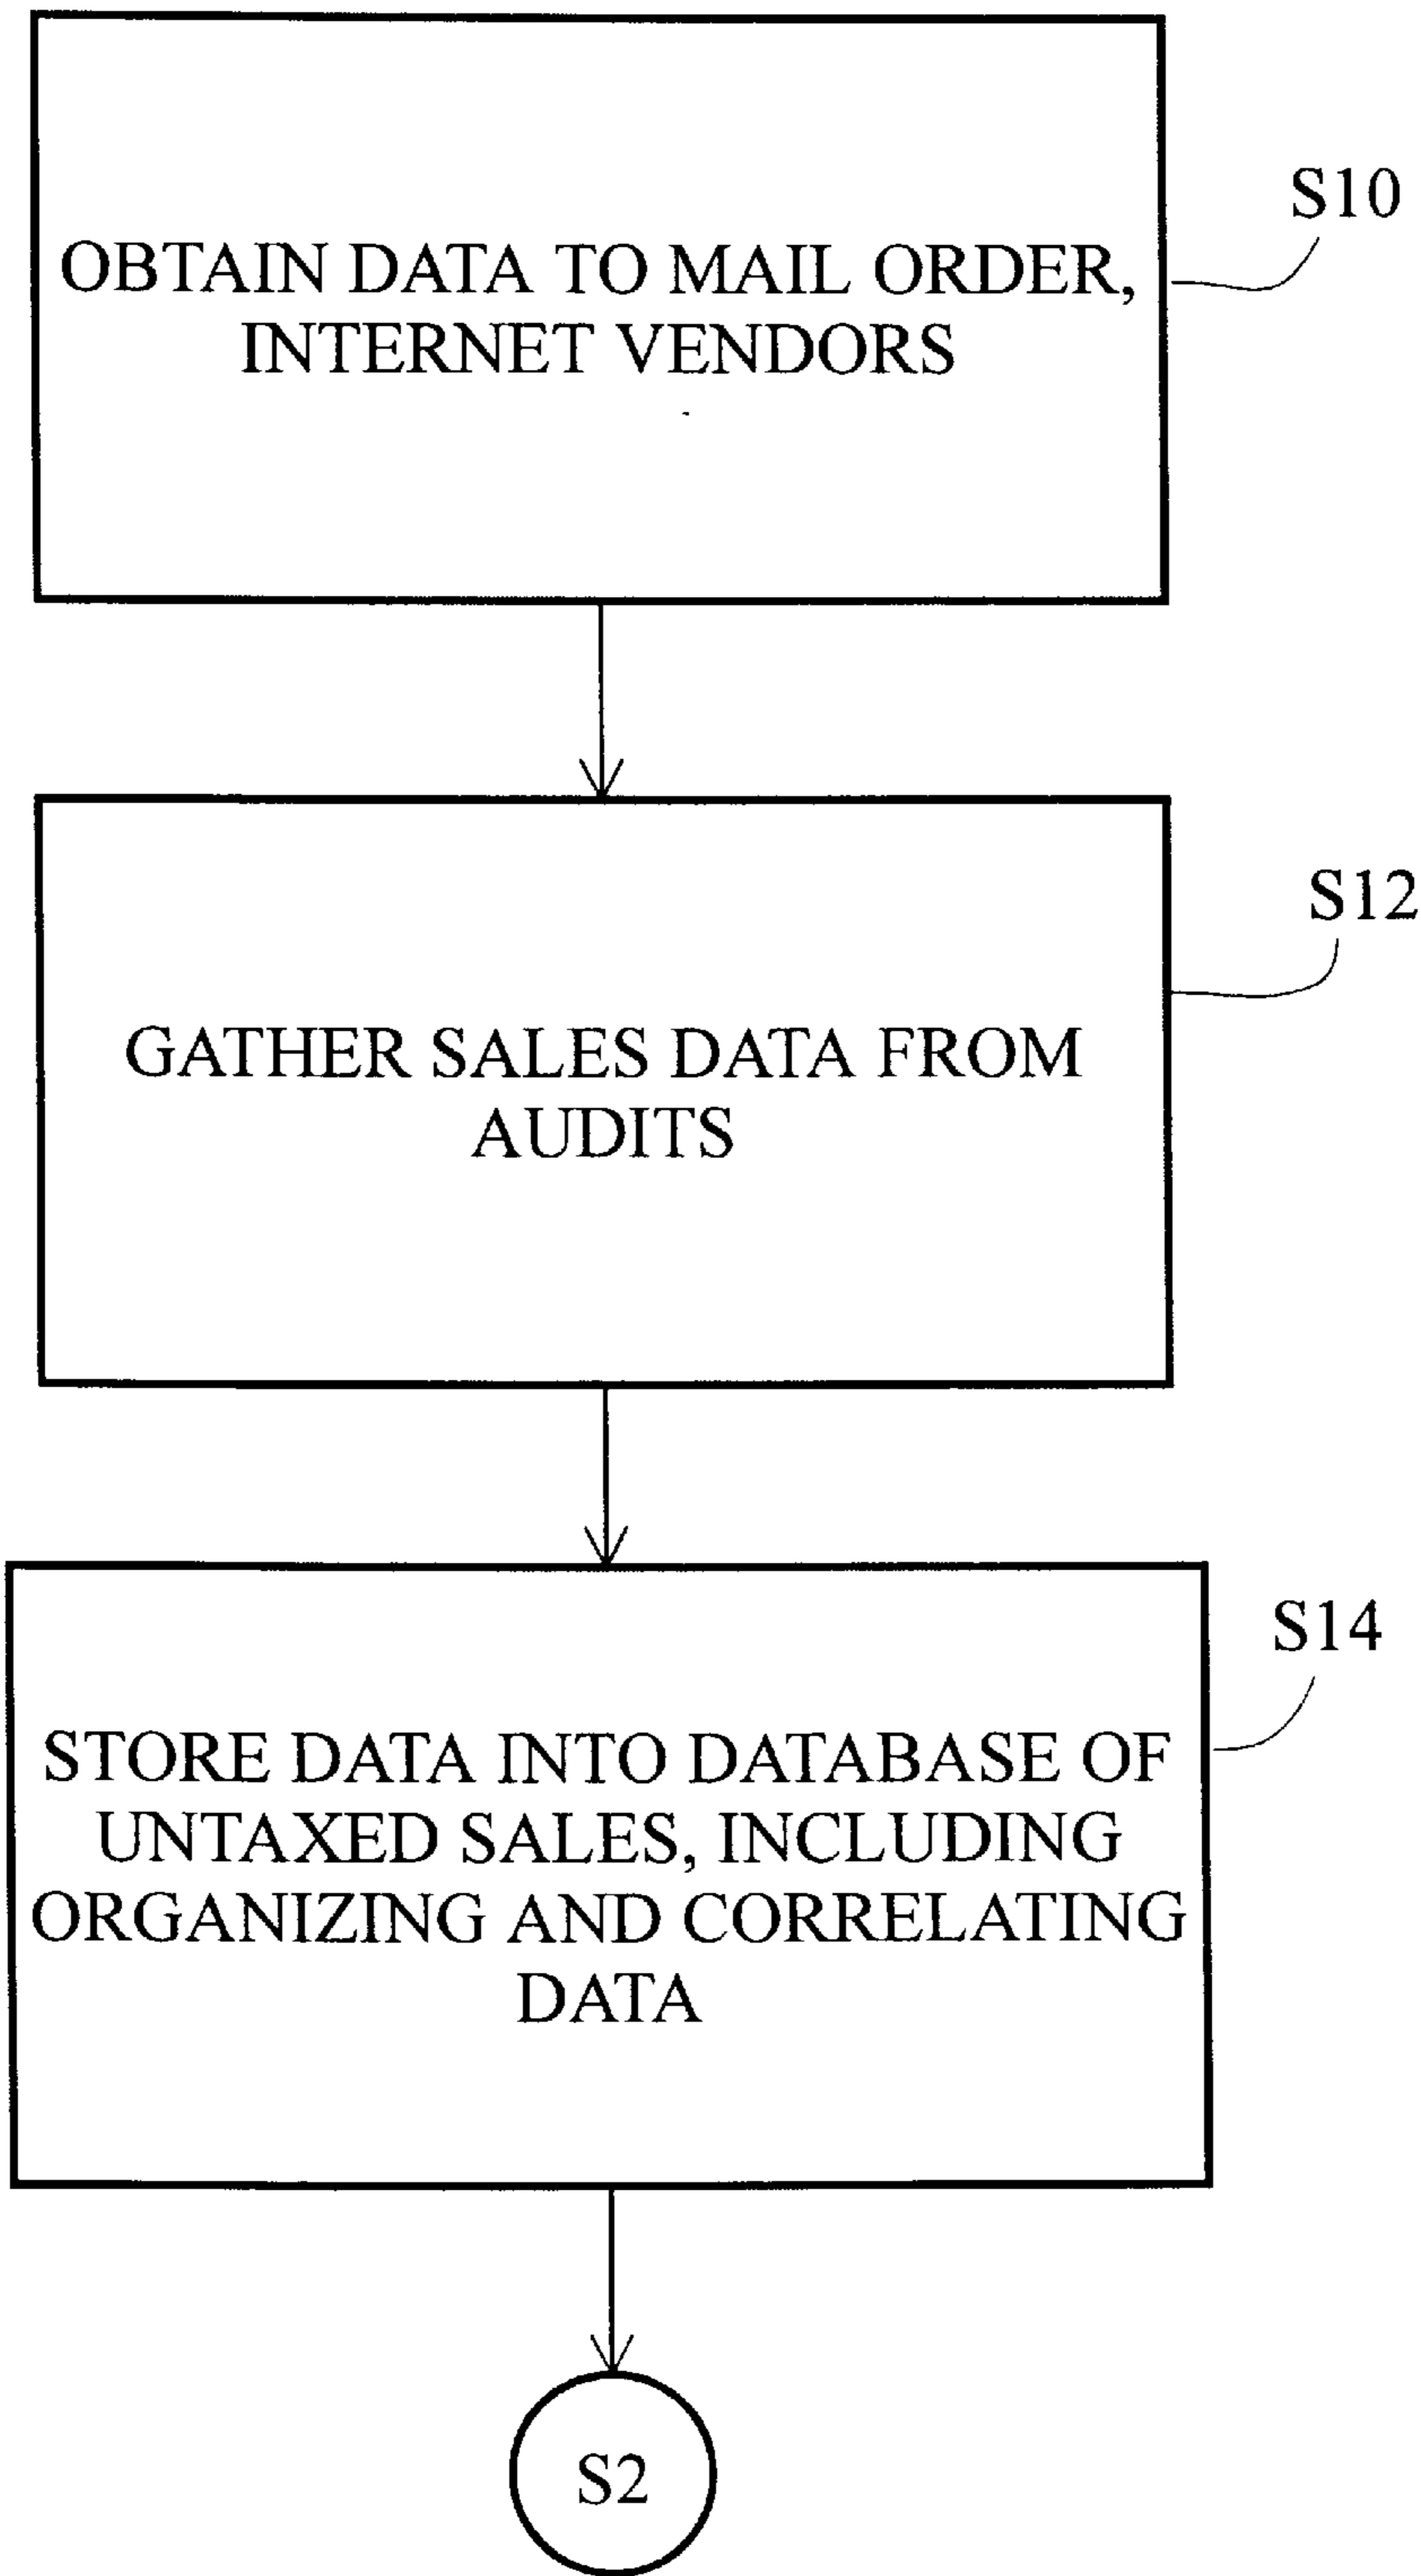 S10
OBTAIN DATA TO MAIL ORDER,
INTERNET VENDORS
S12
GATHER SALES DATA FROM
AUDITS
S14
STORE DATA INTO DATABASE OF
UNTAXED SALES, INCLUDING
ORGANIZING AND CORRELATING
DATA
S2